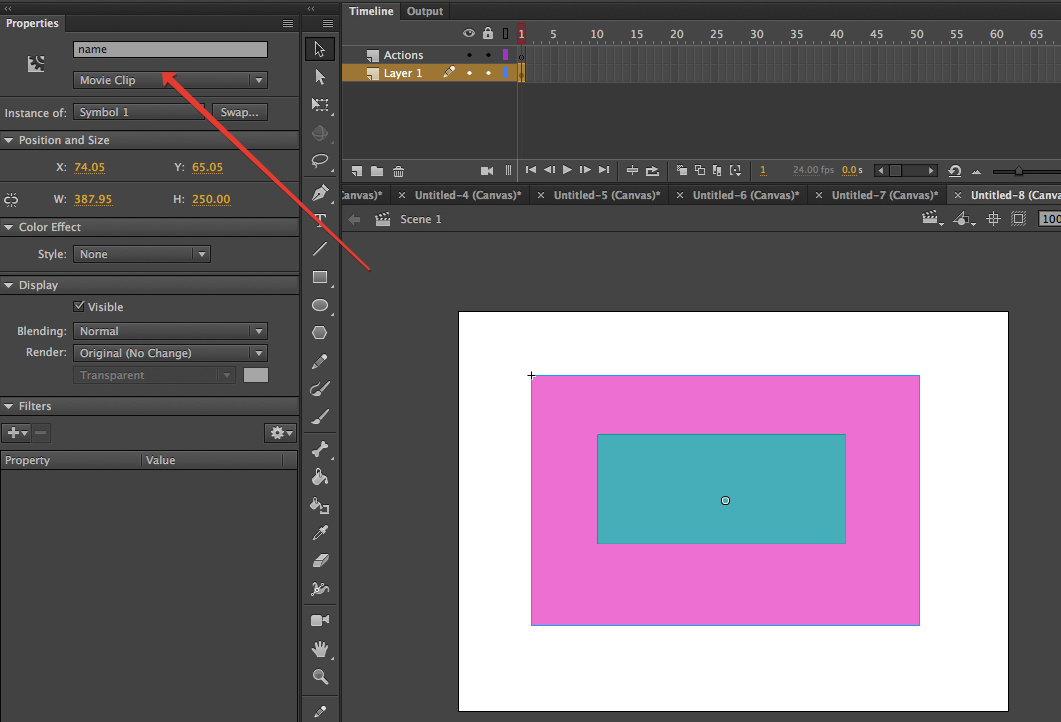 Properties
name
Movie Clip
Instance of: Symbol 1 Swap...
Position and Size
X: 74.05 Y: 65.05
W: 387.95 H: 250.00
Color Effect
Style: None
Display
Visible
Blending: Normal
Render: Original (No Change)
Transparent
Filters
Property Value
T
Timeline Output
1 5 10 15 20 25 30 35 40 45 50 55 60 65
Actions
Layer 1
1 24.00 fps 0.0 s
Canvas)* × Untitled-4 (Canvas)* × Untitled-5 (Canvas)* × Untitled-6 (Canvas)* × Untitled-7 (Canvas)* × Untitled-8 (Canva
Scene 1 100